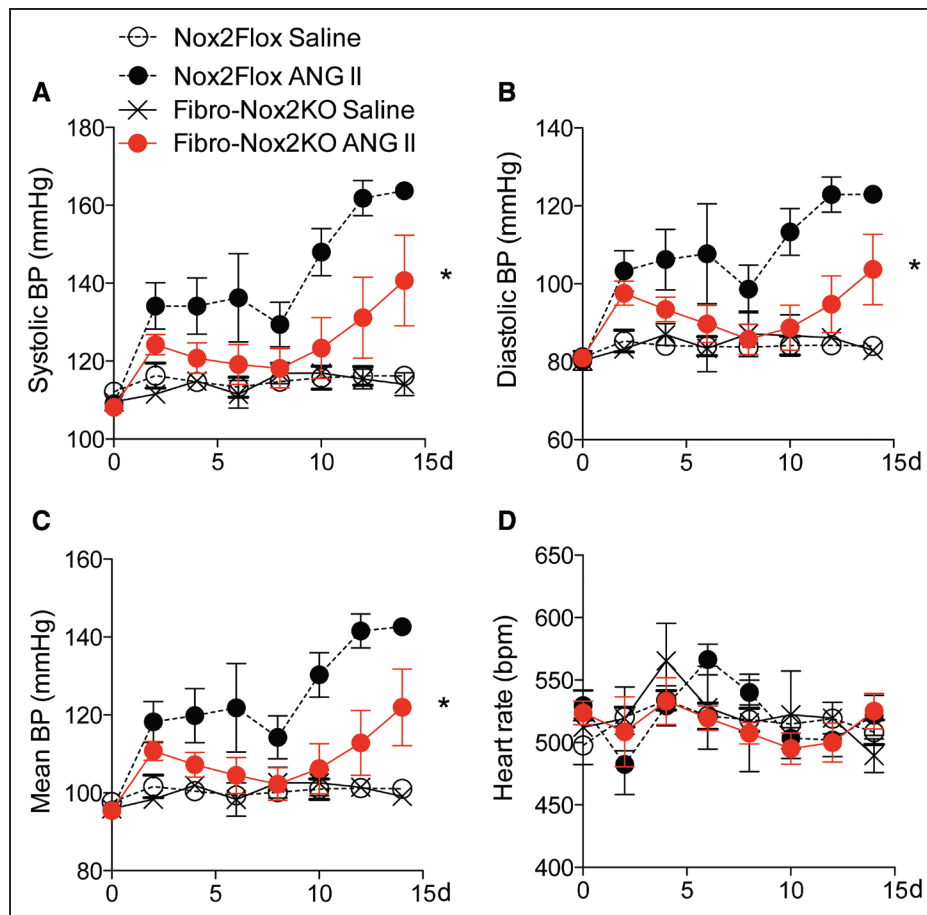 Nox2Flox Saline
Nox2Flox ANG II
Fibro-Nox2KO Saline
Fibro-Nox2KO ANG II
A
Systolic BP (mmHg)
180
160
140
120
100
0 5 10 15d
*
B
Diastolic BP (mmHg)
140
120
100
80
60
0 5 10 15d
*
C
Mean BP (mmHg)
160
140
120
100
80
0 5 10 15d
*
D
Heart rate (bpm)
650
600
550
500
450
400
0 5 10 15d